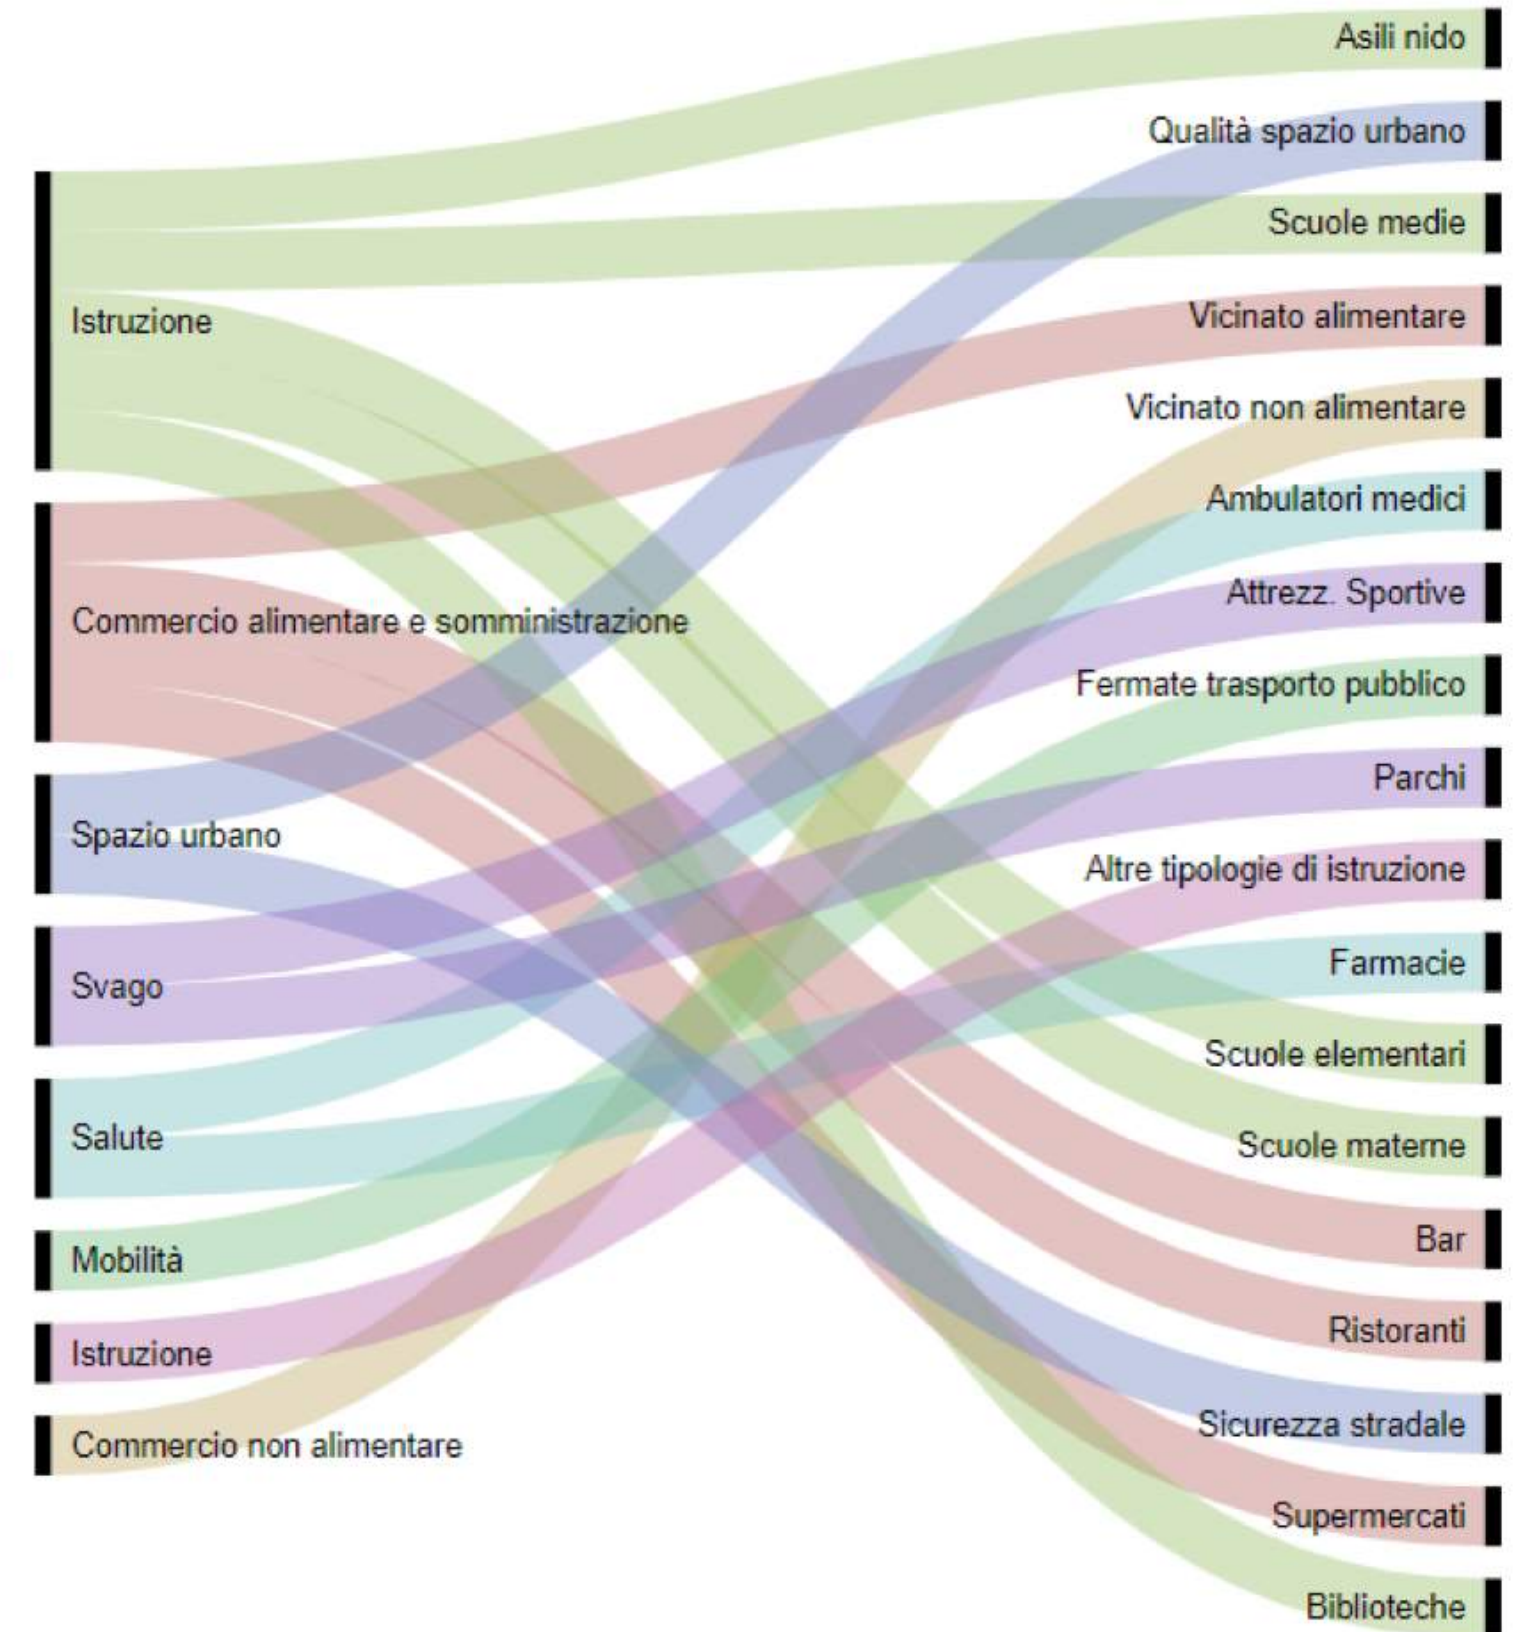 Istruzione
Commercio alimentare e somministrazione
Spazio urbano
Svago
Salute
Mobilità
Istruzione
Commercio non alimentare
Asili nido
Qualità spazio urbano
Scuole medie
Vicinato alimentare
Vicinato non alimentare
Ambulatori medici
Attrezz. Sportive
Fermate trasporto pubblico
Parchi
Altre tipologie di istruzione
Farmacie
Scuole elementari
Scuole materne
Bar
Ristoranti
Sicurezza stradale
Supermercati
Biblioteche